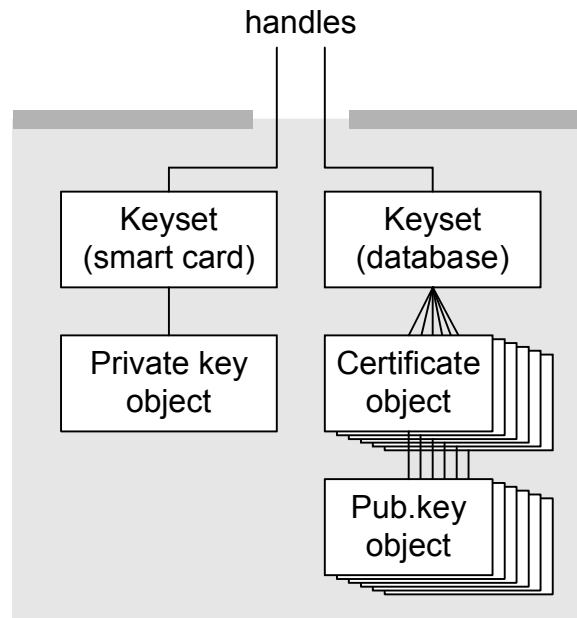 handles
Keyset
(smart card)
Keyset
(database)
Private key
object
Certificate
object
Pub.key
object